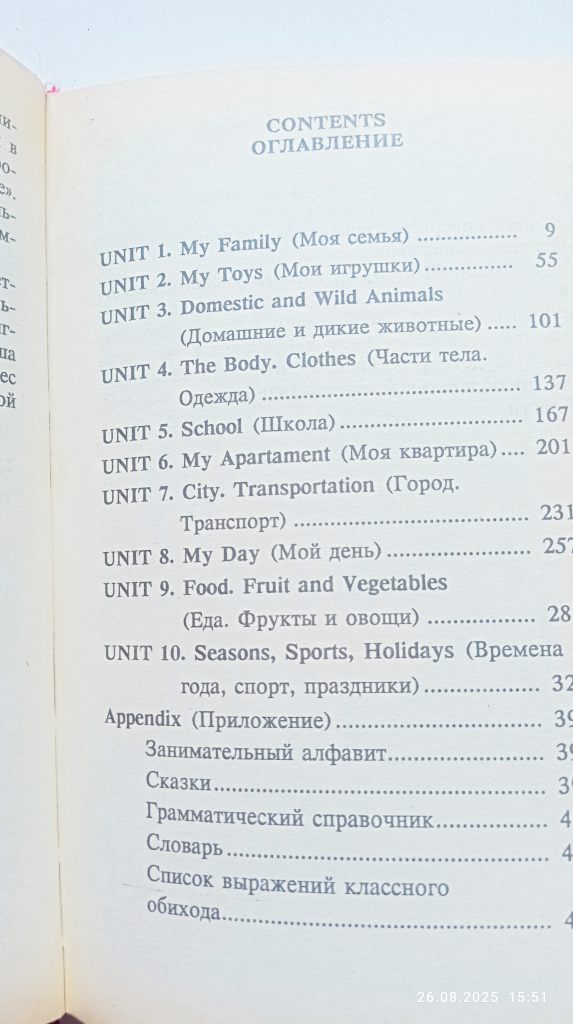 CONTENTS
ОГЛАВЛЕНИЕ
UNIT 1. My Family (Моя семья) ................ 9
UNIT 2. My Toys (Мои игрушки) .............. 55
UNIT 3. Domestic and Wild Animals
(Домашние и дикие животные) ..... 101
UNIT 4. The Body. Clothes (Части тела.
Одежда) ........................................ 137
UNIT 5. School (Школа) ............................. 167
UNIT 6. My Apartament (Моя квартира) .... 201
UNIT 7. City. Transportation (Город.
Транспорт) .................................... 231
UNIT 8. My Day (Мой день) ...................... 257
UNIT 9. Food. Fruit and Vegetables
(Еда. Фрукты и овощи) .................
UNIT 10. Seasons, Sports, Holidays (Времена
года, спорт, праздники) .................
Appendix (Приложение) ................................
Занимательный алфавит........................
Сказки ....................................................
Грамматический справочник.................
Словарь ..................................................
Список выражений классного
обихода ...................................................
26.08.2025 15:51